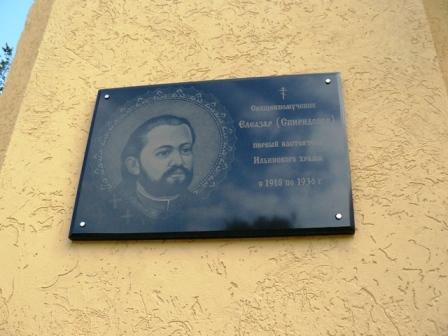 Священномученик
Елеазар (Спиридонов)
первый настоятель
Ильинского храма
с 1910 по 1936 г